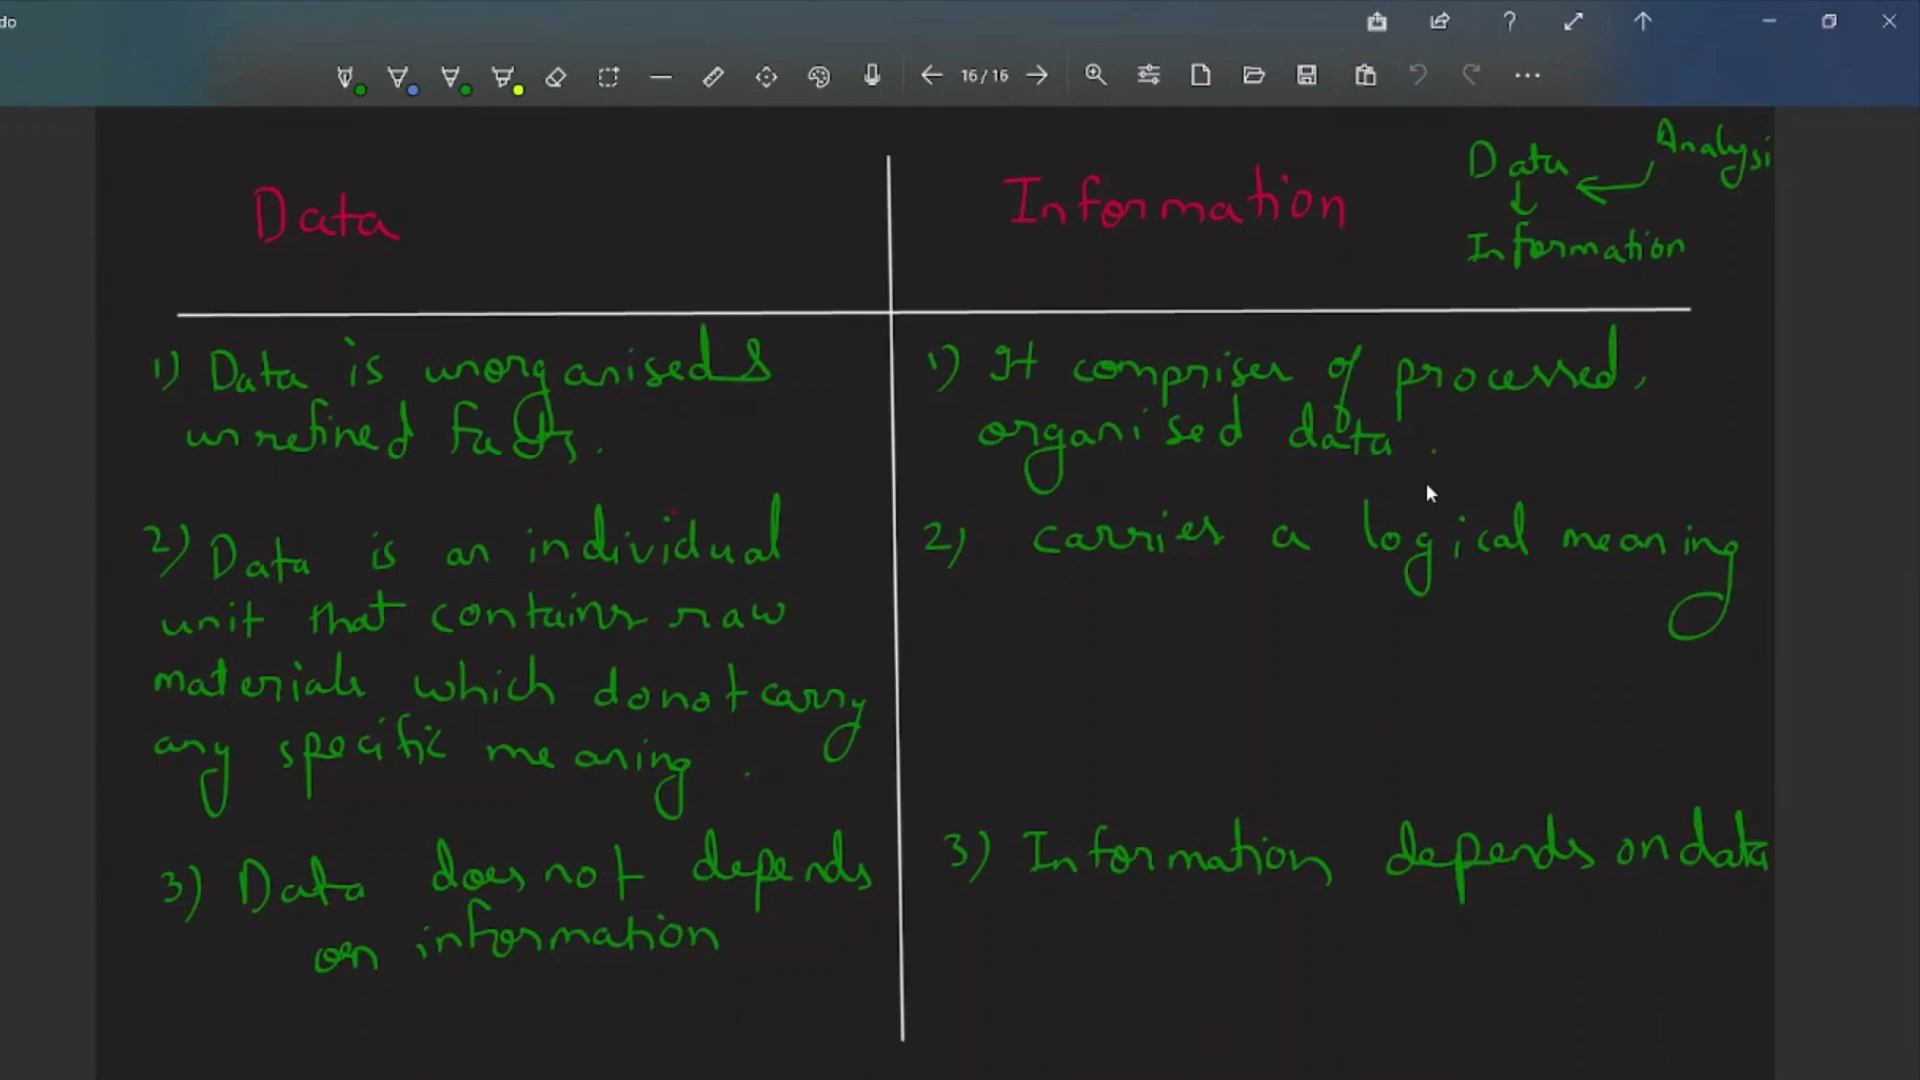 do
16/16
Data
Information
Data
Analysi
Information
1) Data is unorganised &
unrefined facts.
2) Data is an individual
unit that contains raw
materials which donot carry
any specific meaning.
3) Data does not depends
on information
1) It comprises of processed,
organised data.
2) carries a logical meaning
3) Information depends on data